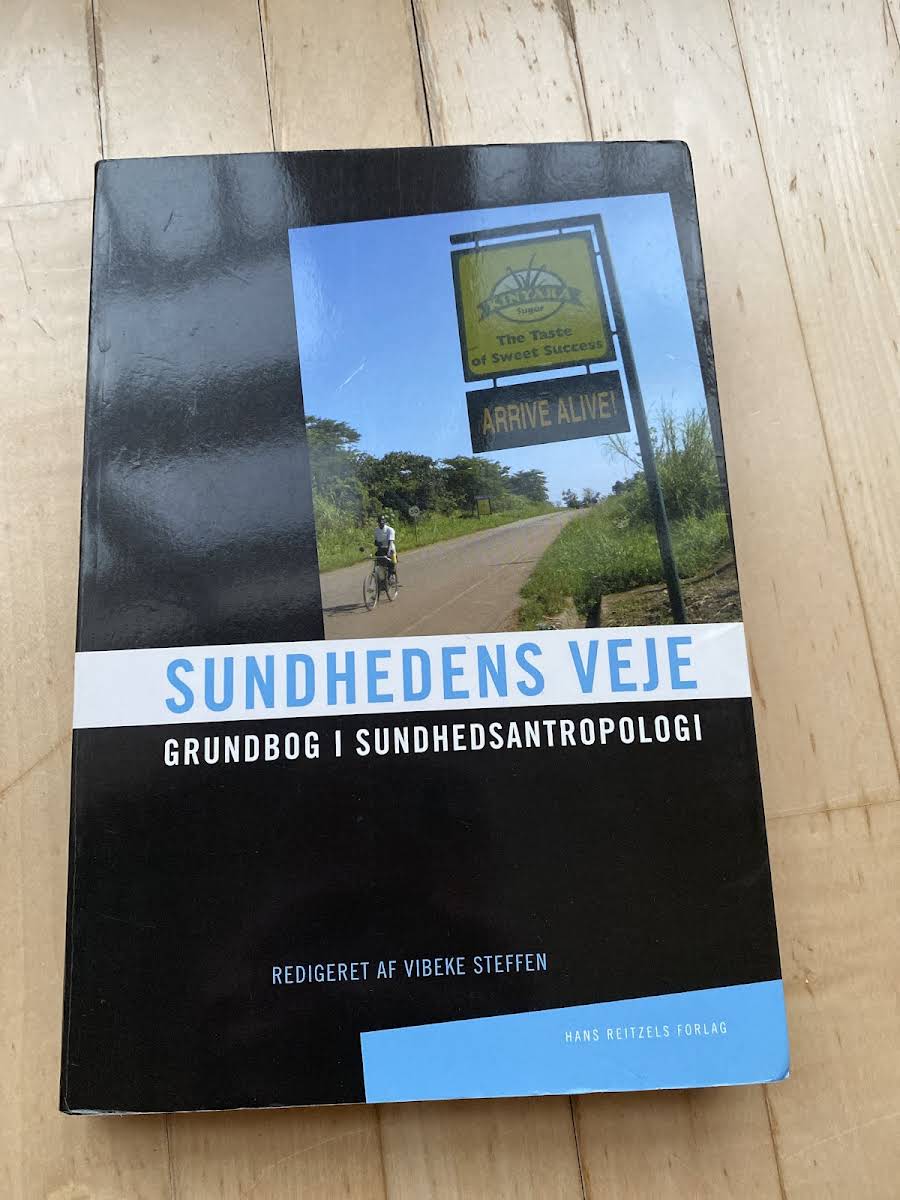 KINYARA
Sugar
The Taste
of Sweet Success
ARRIVE ALIVE!
SUNDHEDENS VEJE
GRUNDBOG I SUNDHEDSANTROPOLOGI
REDIGERET AF VIBEKE STEFFEN
HANS REITZELS FORLAG